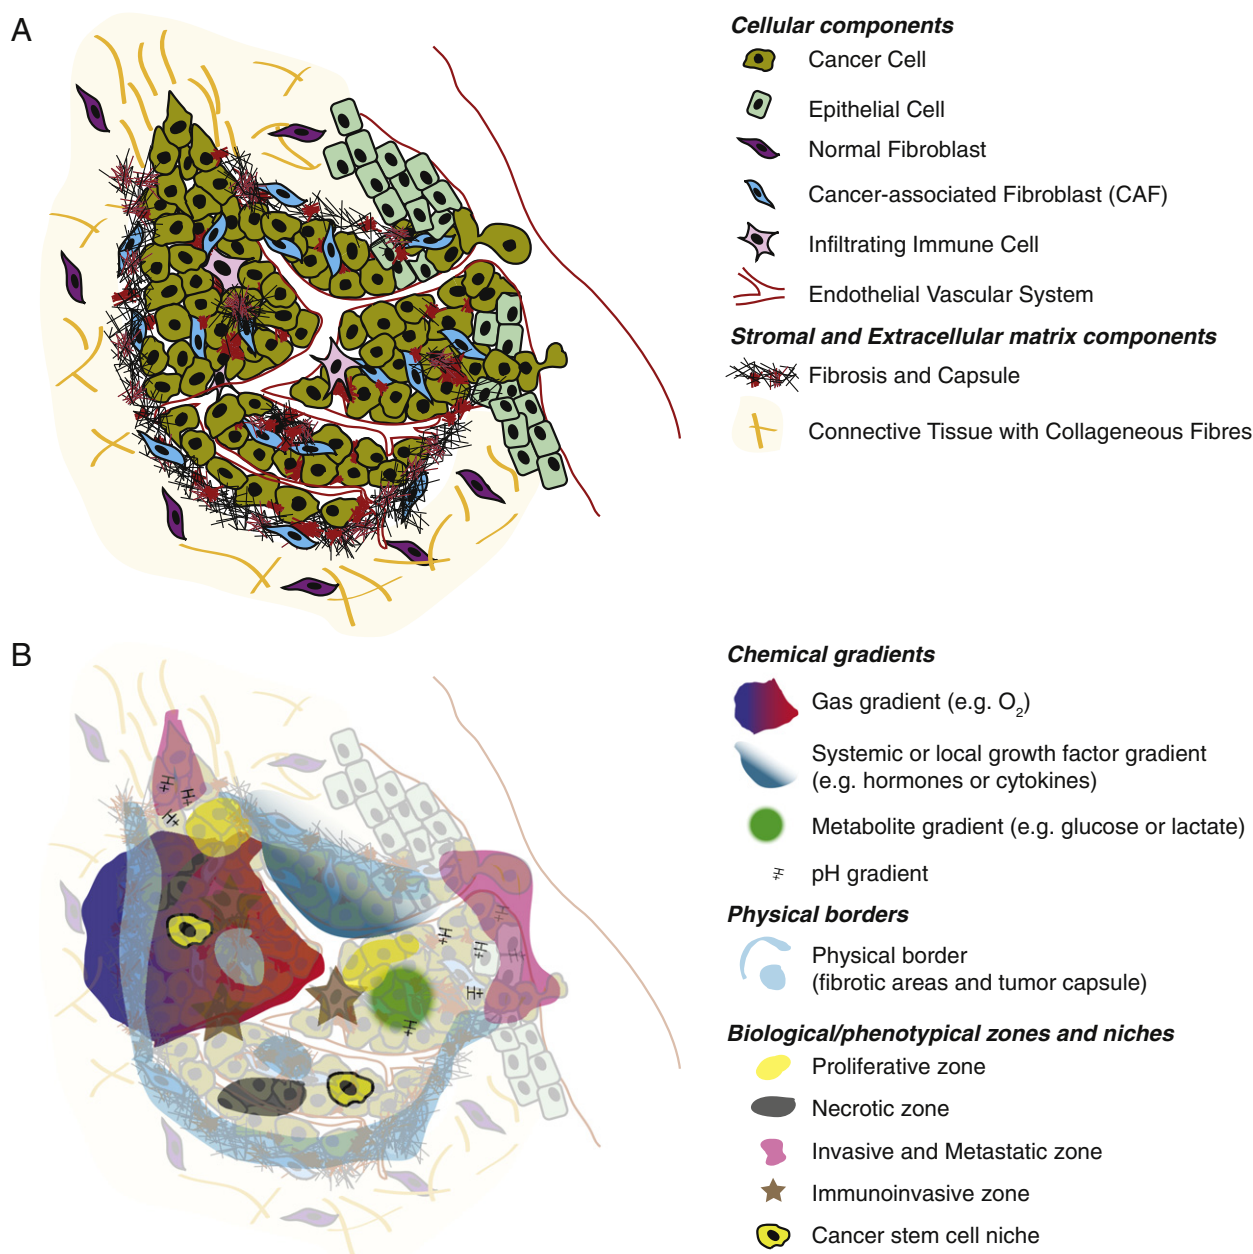 A
Cellular components
Cancer Cell
Epithelial Cell
Normal Fibroblast
Cancer-associated Fibroblast (CAF)
Infiltrating Immune Cell
Endothelial Vascular System
Stromal and Extracellular matrix components
Fibrosis and Capsule
Connective Tissue with Collageneous Fibres
B
Chemical gradients
Gas gradient (e.g. O₂)
Systemic or local growth factor gradient
(e.g. hormones or cytokines)
Metabolite gradient (e.g. glucose or lactate)
H+ pH gradient
Physical borders
Physical border
(fibrotic areas and tumor capsule)
Biological/phenotypical zones and niches
Proliferative zone
Necrotic zone
Invasive and Metastatic zone
Immunoinvasive zone
Cancer stem cell niche
H+
H+
H+
H+
H+
H+
H+
H+
H+